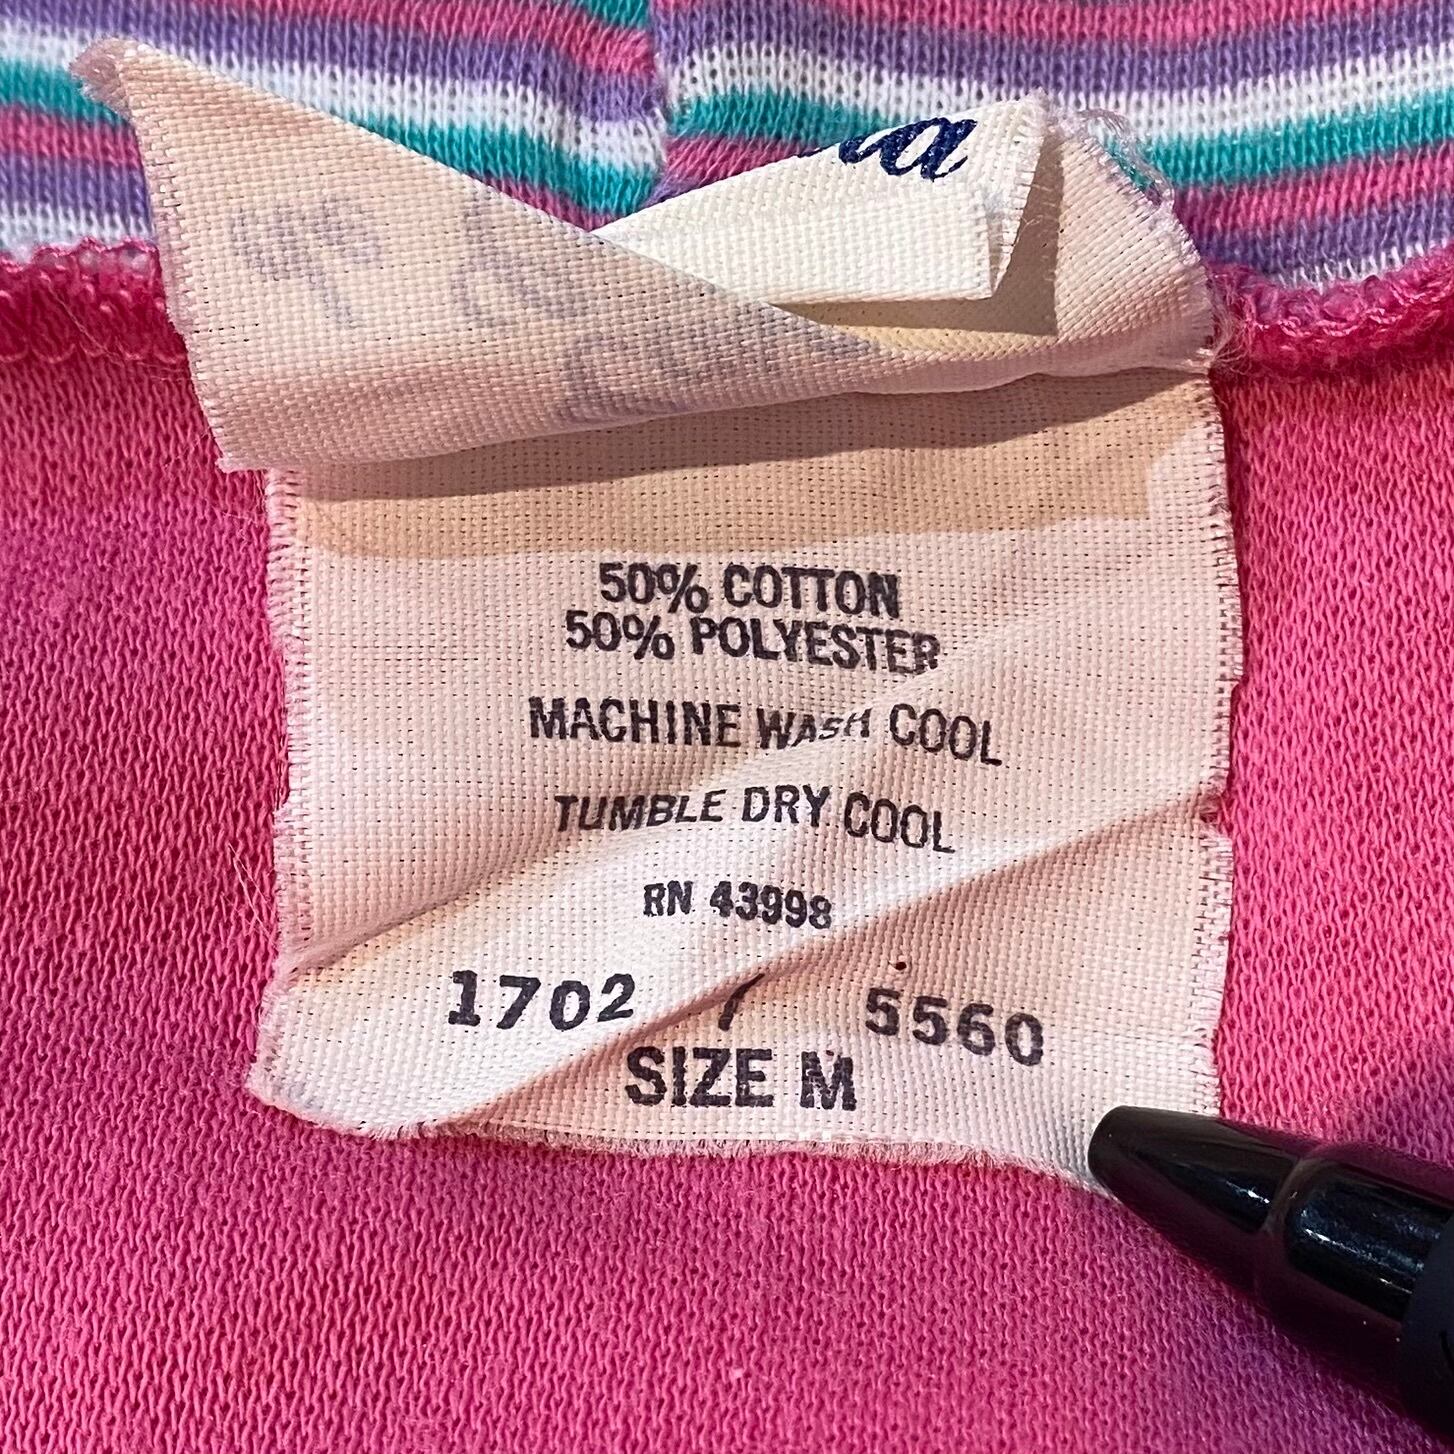 a
50% COTTON
50% POLYESTER
MACHINE WASH COOL
TUMBLE DRY COOL
RN 43998
1702 / 5560
SIZE M